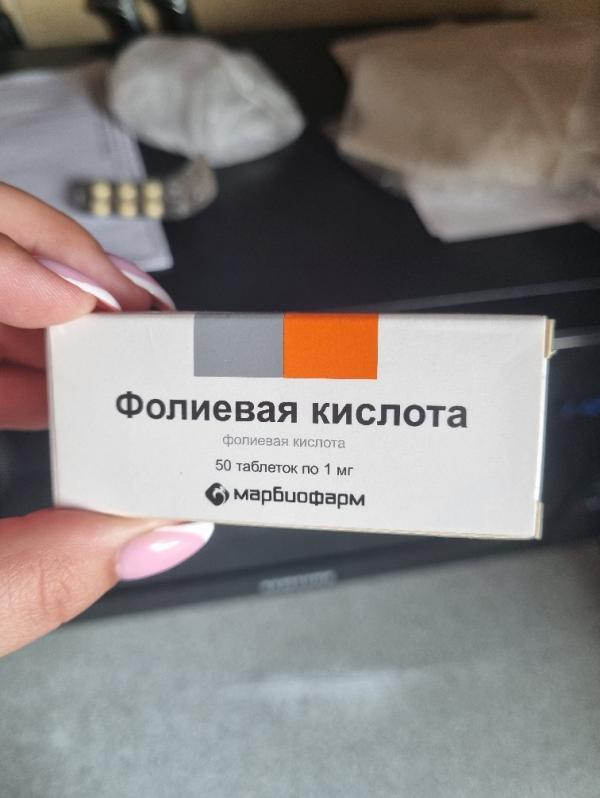 Фолиевая кислота
фолиевая кислота
50 таблеток по 1 мг
марбиофарм